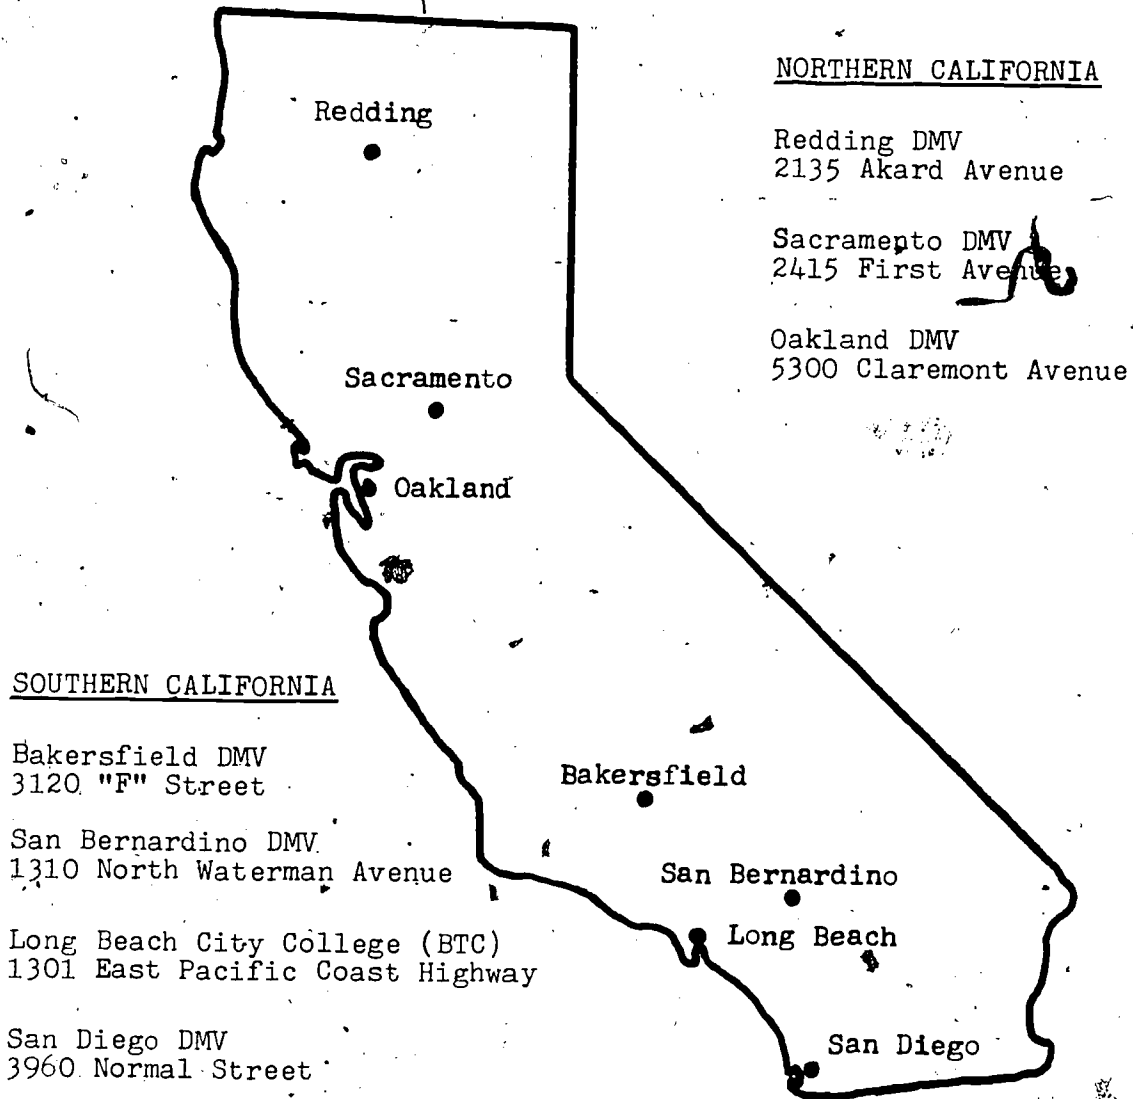 NORTHERN CALIFORNIA
Redding DMV
2135 Akard Avenue
Sacramento DMV
2415 First Avenue
Oakland DMV
5300 Claremont Avenue
Redding
Sacramento
Oakland
Bakersfield
San Bernardino
Long Beach
San Diego
SOUTHERN CALIFORNIA
Bakersfield DMV
3120 "F" Street
San Bernardino DMV
1310 North Waterman Avenue
Long Beach City College (BTC)
1301 East Pacific Coast Highway
San Diego DMV
3960 Normal Street